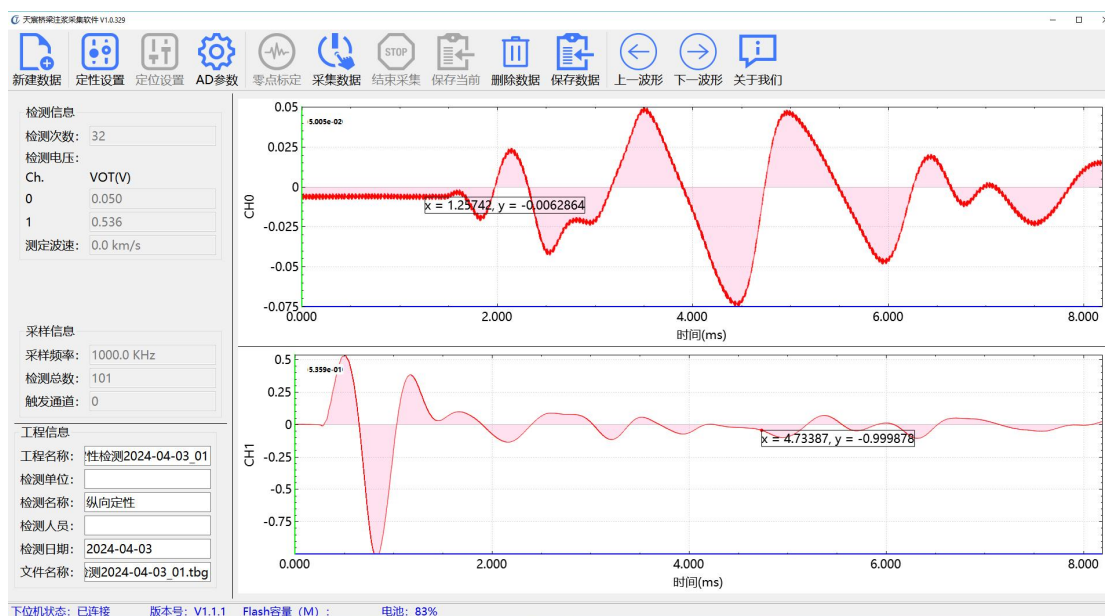 天宸桥梁注浆采集软件 V1.0.329
新建数据 定性设置 定位设置 AD参数 零点标定 采集数据 STOP 结束采集 保存当前 删除数据 保存数据 上一波形 下一波形 关于我们
检测信息
检测次数: 32
检测电压:
Ch. VOT(V)
0 0.050
1 0.536
测定波速: 0.0 km/s
采样信息
采样频率: 1000.0 KHz
检测总数: 101
触发通道: 0
工程信息
工程名称: 性检测2024-04-03_01
检测单位:
检测名称: 纵向定性
检测人员:
检测日期: 2024-04-03
文件名称: 测2024-04-03_01.tbg
CH0
0.05
0.025
0
-0.025
-0.05
-0.075
5.005e-02
x = 1.25742, y = -0.0062864
0.000 2.000 4.000 6.000 8.000
时间(ms)
CH1
0.5
0.25
0
-0.25
-0.5
-0.75
5.359e-01
x = 4.73387, y = -0.999878
0.000 2.000 4.000 6.000 8.000
时间(ms)
下位机状态: 已连接 版本号: V1.1.1 Flash容量（M）: 电池: 83%